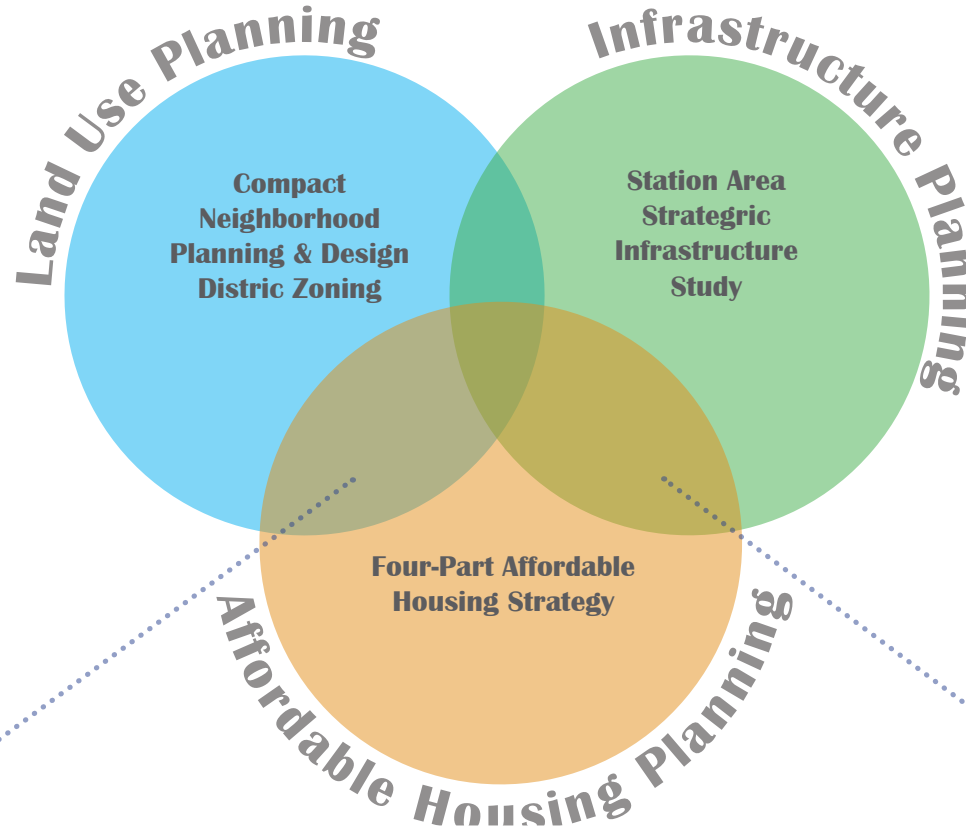 Land Use Planning
Infrastructure Planning
Compact
Neighborhood
Planning & Design
Distric Zoning
Station Area
Strategric
Infrastructure
Study
Four-Part Affordable
Housing Strategy
Affordable Housing Planning